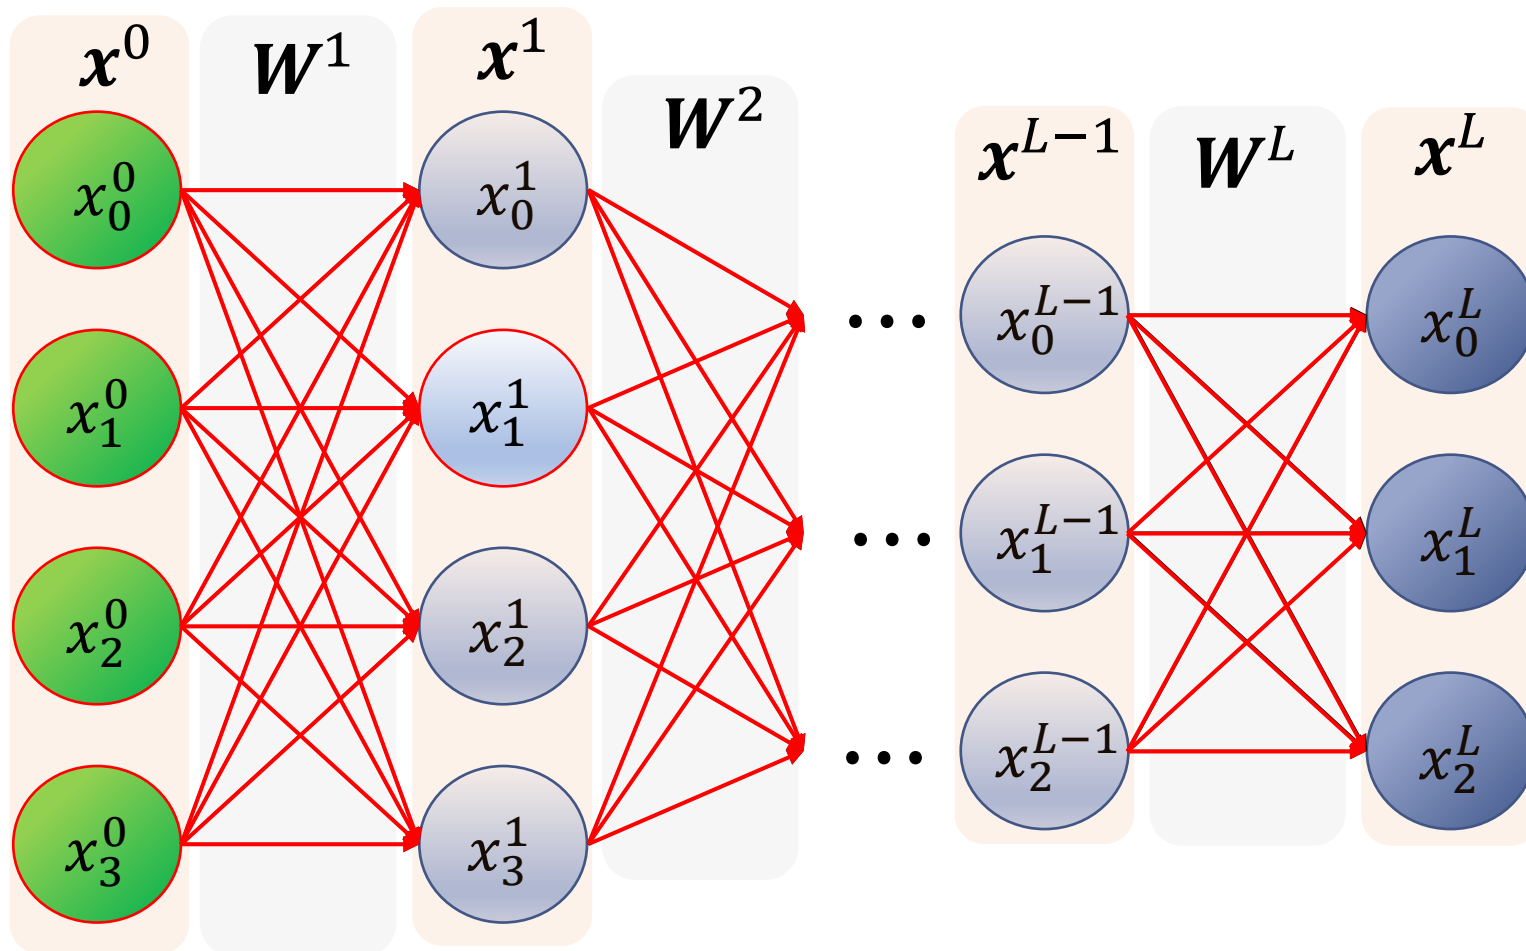 x^0 W^1 x^1 W^2 x^{L-1} W^L x^L
x_0^0 x_0^1 ... x_0^{L-1} x_0^L
x_1^0 x_1^1 ... x_1^{L-1} x_1^L
x_2^0 x_2^1 ... x_2^{L-1} x_2^L
x_3^0 x_3^1